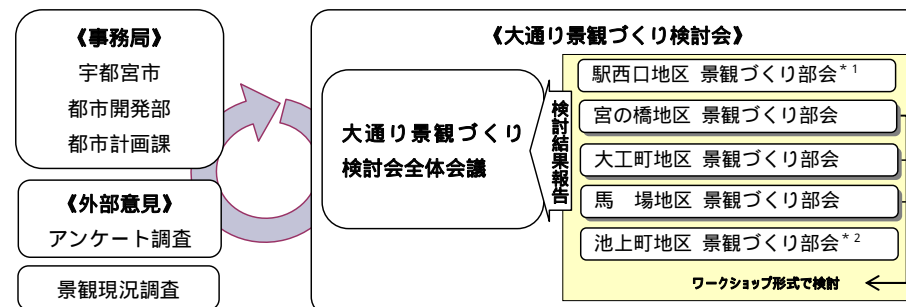 《事務局》
宇都宮市
都市開発部
都市計画課
《外部意見》
アンケート調査
景観現況調査
《大通り景観づくり検討会》
大通り景観づくり
検討会全体会議
検討結果報告
駅西口地区 景観づくり部会*1
宮の橋地区 景観づくり部会
大工町地区 景観づくり部会
馬　場地区 景観づくり部会
池上町地区 景観づくり部会*2
ワークショップ形式で検討